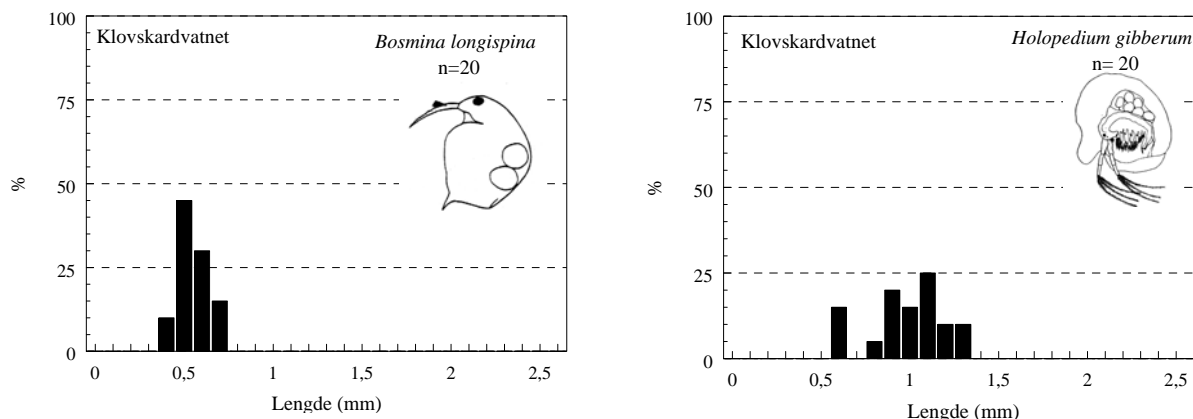 100
75
50
25
0
%
Klovskardvatnet
Bosmina longispina
n=20
0 0,5 1 1,5 2 2,5
Lengde (mm)
100
75
50
25
0
%
Klovskardvatnet
Holopedium gibberum
n= 20
0 0,5 1 1,5 2 2,5
Lengde (mm)